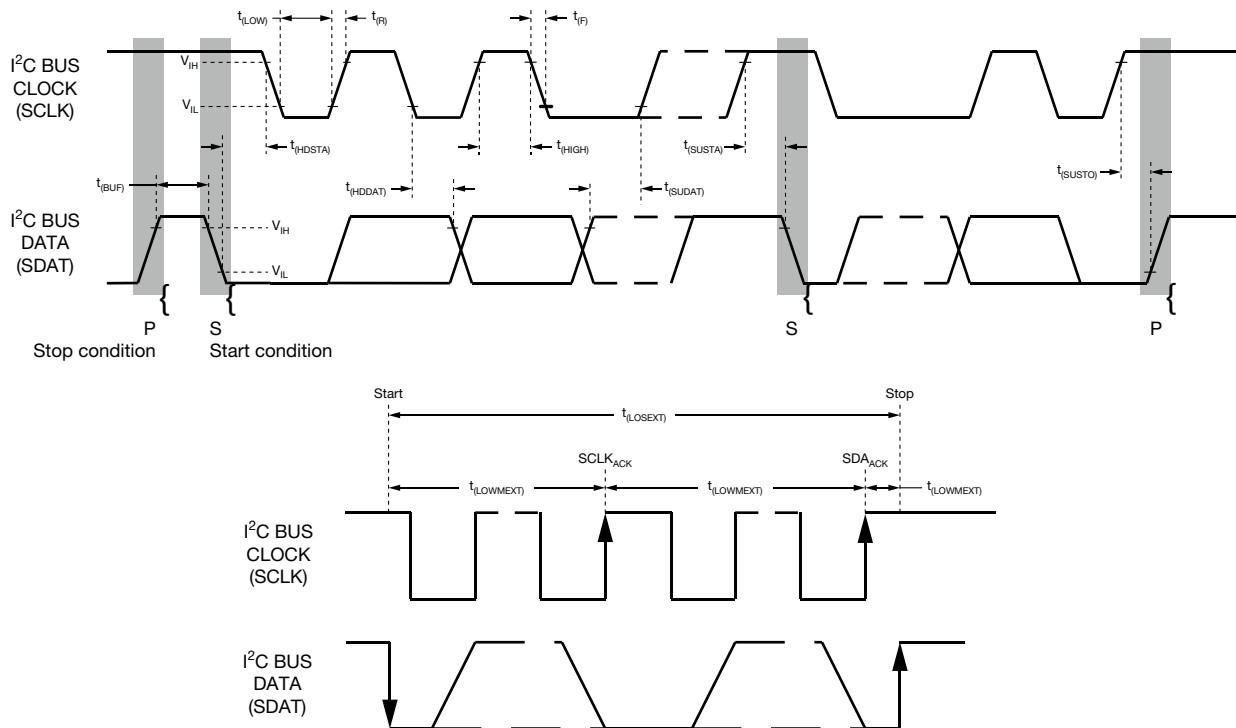 t(LOW) t(R) t(F)
I²C BUS
CLOCK
(SCLK)
VIH
VIL
t(HDSTA) t(HIGH) t(SUSTA)
t(BUF) t(HDDAT) t(SUDAT) t(SUSTO)
I²C BUS
DATA
(SDAT)
VIH
VIL
{ { { {
P S S P
Stop condition Start condition
Start Stop
t(LOSEXT)
SCLKACK SDAACK
t(LOWMEXT) t(LOWMEXT) t(LOWMEXT)
I²C BUS
CLOCK
(SCLK)
I²C BUS
DATA
(SDAT)